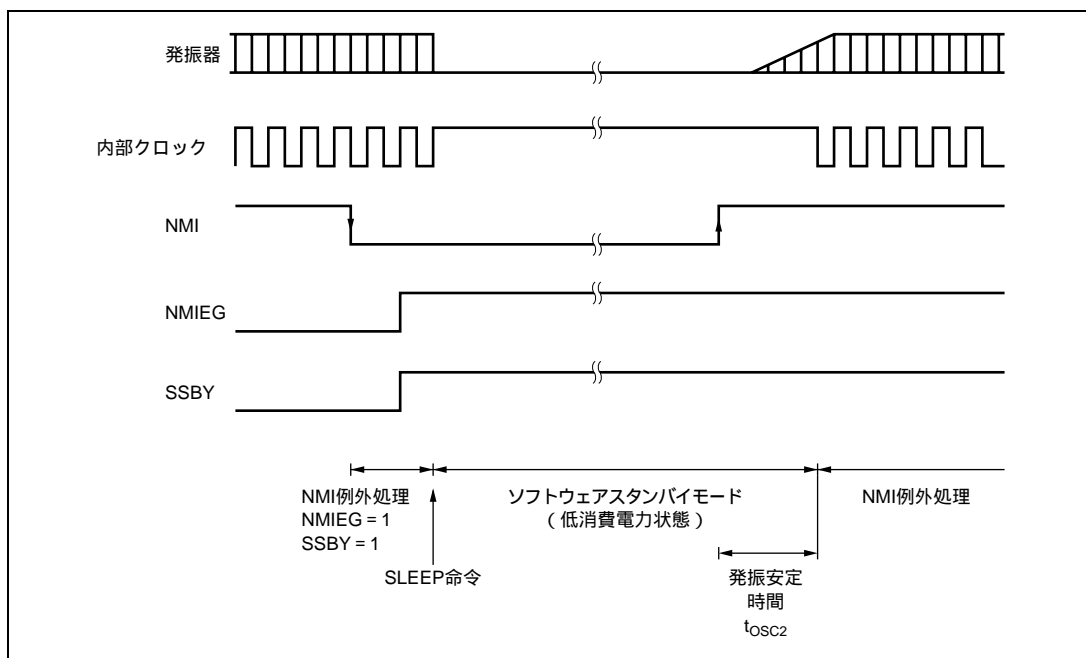 発振器
内部クロック
NMI
NMIEG
SSBY
NMI例外処理
NMIEG = 1
SSBY = 1
SLEEP命令
ソフトウェアスタンバイモード
(低消費電力状態)
発振安定
時間
tOSC2
NMI例外処理